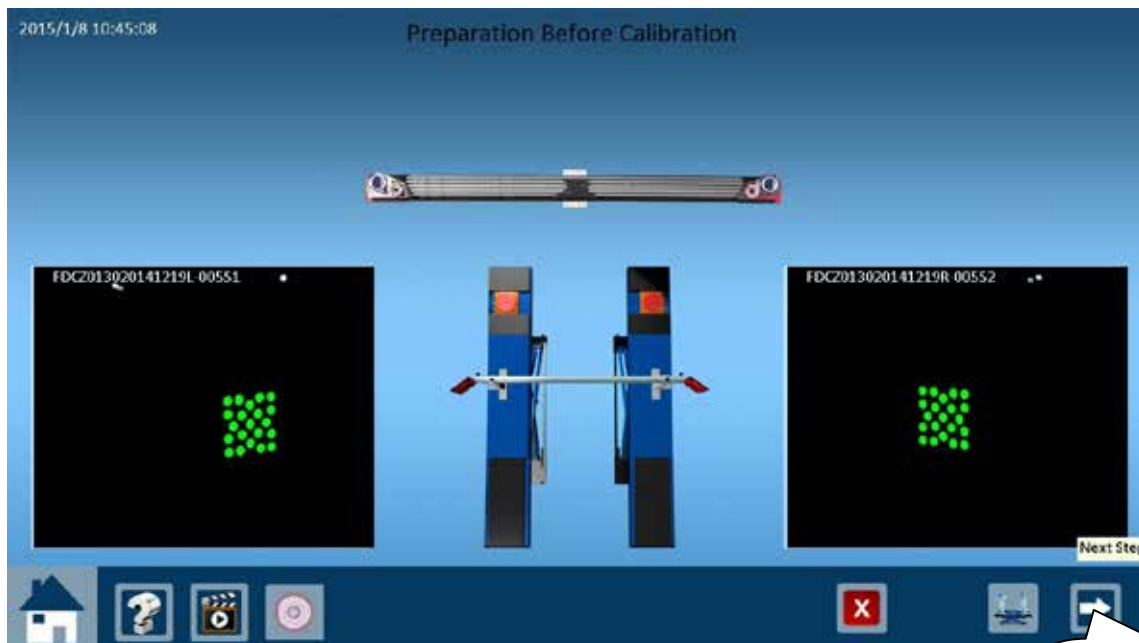 2015/1/8 10:45:08
Preparation Before Calibration
FDCZ013020141219L-00551
FDCZ013020141219R-00552
Next Step